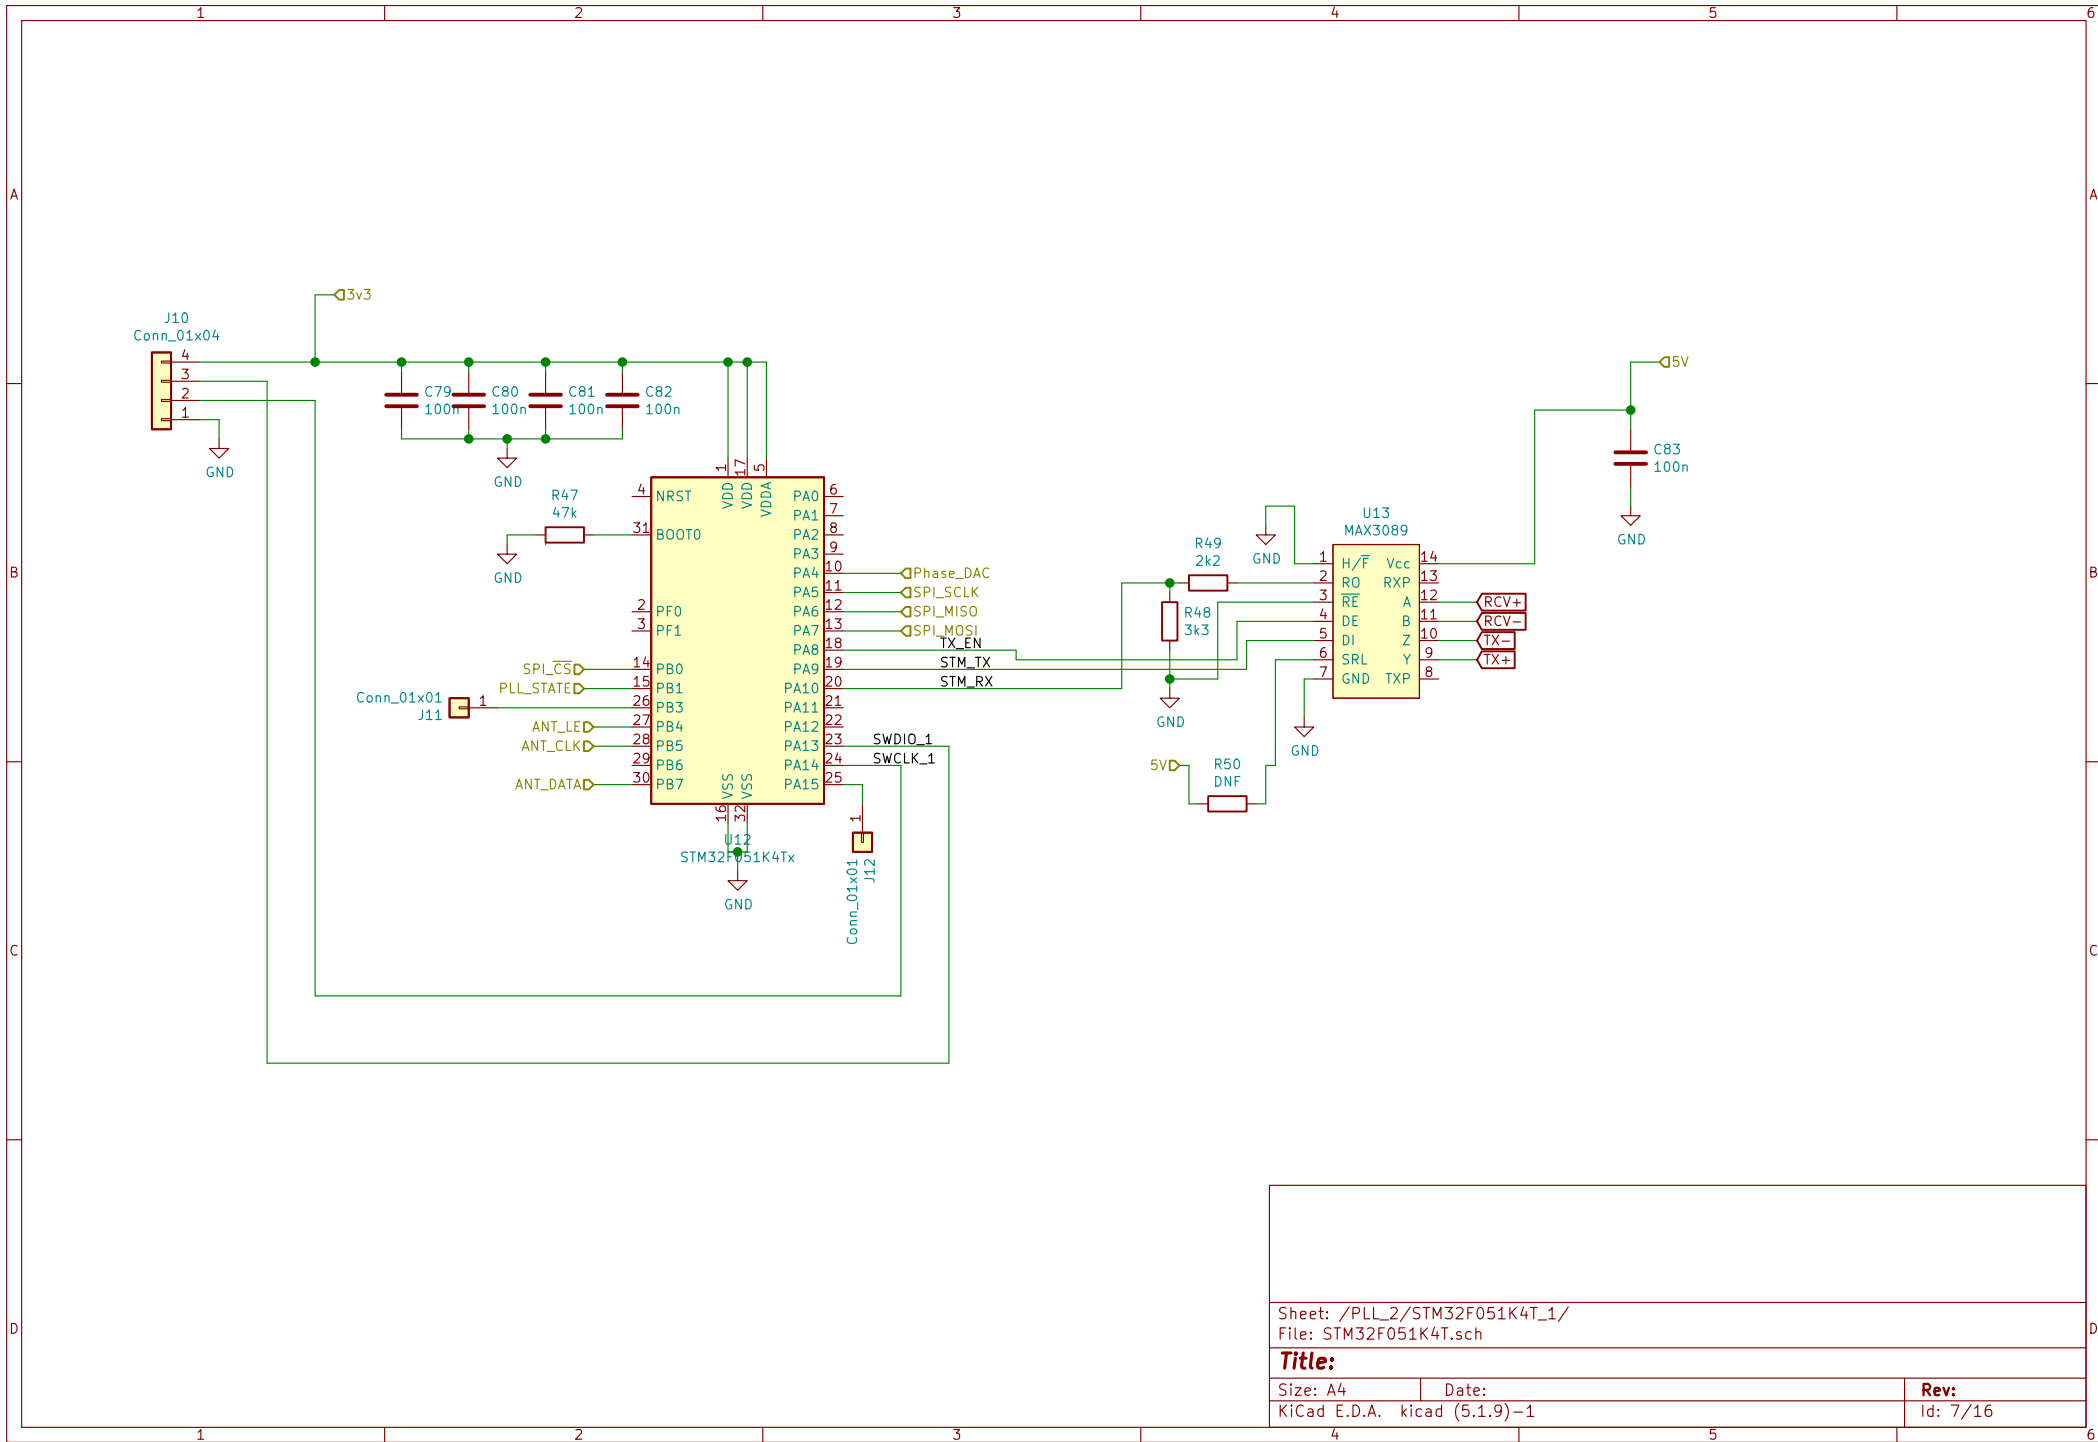 1 2 3 4 5 6
A A
B B
C C
D D
1 2 3 4 5 6
3v3
J10
Conn_01x04
4
3
2
1
GND
C79
100n
C80
100n
C81
100n
C82
100n
GND
R47
47k
GND
1 17 5
VDD VDD VDDA
4 NRST
31 BOOT0
2 PF0
3 PF1
SPI_CS 14 PB0
PLL_STATE 15 PB1
Conn_01x01
J11
1
26 PB3
ANT_LE 27 PB4
ANT_CLK 28 PB5
29 PB6
ANT_DATA 30 PB7
VSS VSS
16 32
U12
STM32F051K4Tx
GND
PA0 6
PA1 7
PA2 8
PA3 9
PA4 10 Phase_DAC
PA5 11 SPI_SCLK
PA6 12 SPI_MISO
PA7 13 SPI_MOSI
PA8 18 TX_EN
PA9 19 STM_TX
PA10 20 STM_RX
PA11 21
PA12 22
PA13 23 SWDIO_1
PA14 24 SWCLK_1
PA15 25
1
J12
Conn_01x01
R49
2k2
R48
3k3
GND
GND
U13
MAX3089
1 H/F Vcc 14
2 RO RXP 13
3 RE A 12 RCV+
4 DE B 11 RCV-
5 DI Z 10 TX-
6 SRL Y 9 TX+
7 GND TXP 8
GND
5V
R50
DNF
5V
C83
100n
GND
Sheet: /PLL_2/STM32F051K4T_1/
File: STM32F051K4T.sch
Title:
Size: A4 Date: Rev:
KiCad E.D.A. kicad (5.1.9)-1 Id: 7/16